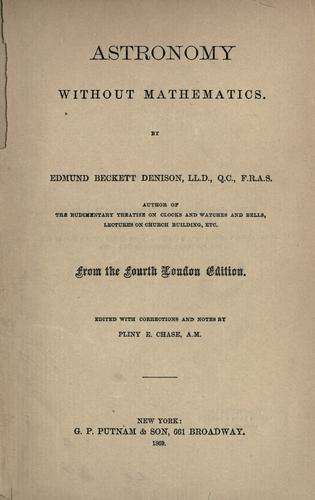 ASTRONOMY
WITHOUT MATHEMATICS.
BY
EDMUND BECKETT DENISON, LL.D., Q.C., F.R.A.S.
AUTHOR OF
THE RUDIMENTARY TREATISE ON CLOCKS AND WATCHES AND BELLS,
LECTURES ON CHURCH BUILDING, ETC.
From the Fourth London Edition.
EDITED WITH CORRECTIONS AND NOTES BY
PLINY E. CHASE, A.M.
NEW YORK:
G. P. PUTNAM & SON, 661 BROADWAY.
1869.